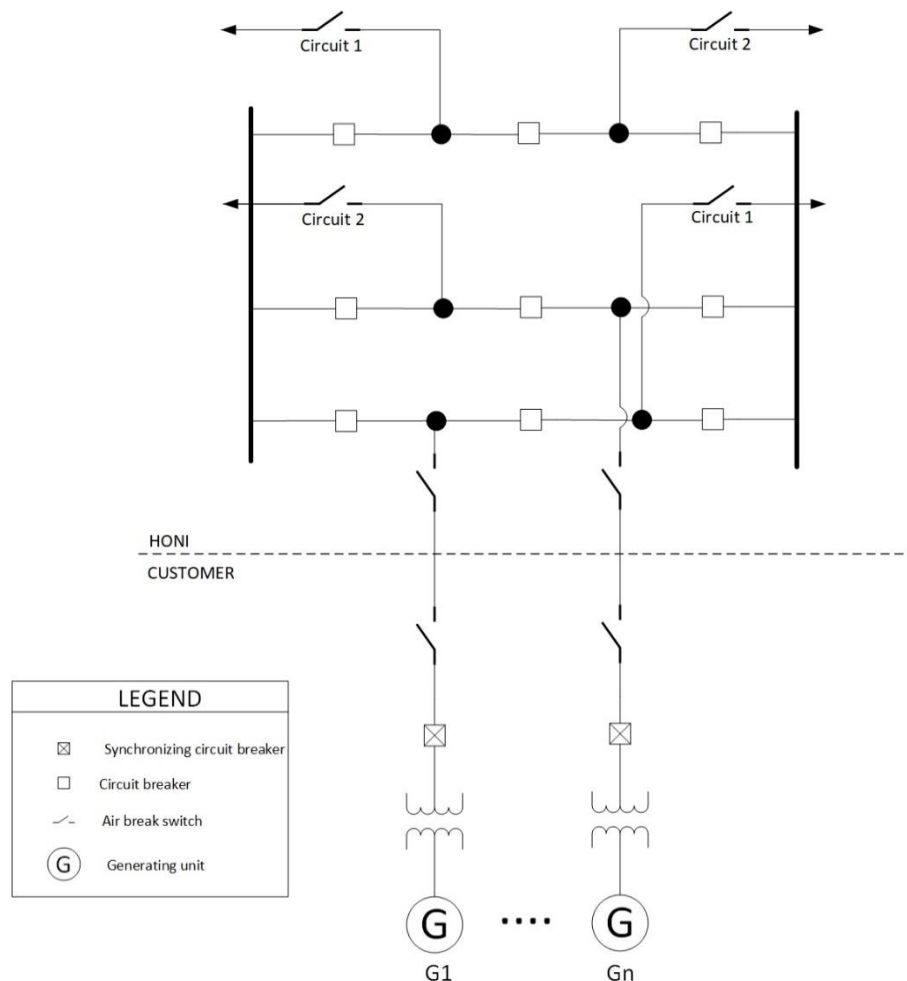 Circuit 1
Circuit 2
Circuit 2
Circuit 1
HONI
CUSTOMER
LEGEND
Synchronizing circuit breaker
Circuit breaker
Air break switch
G Generating unit
G
....
G
G1
Gn